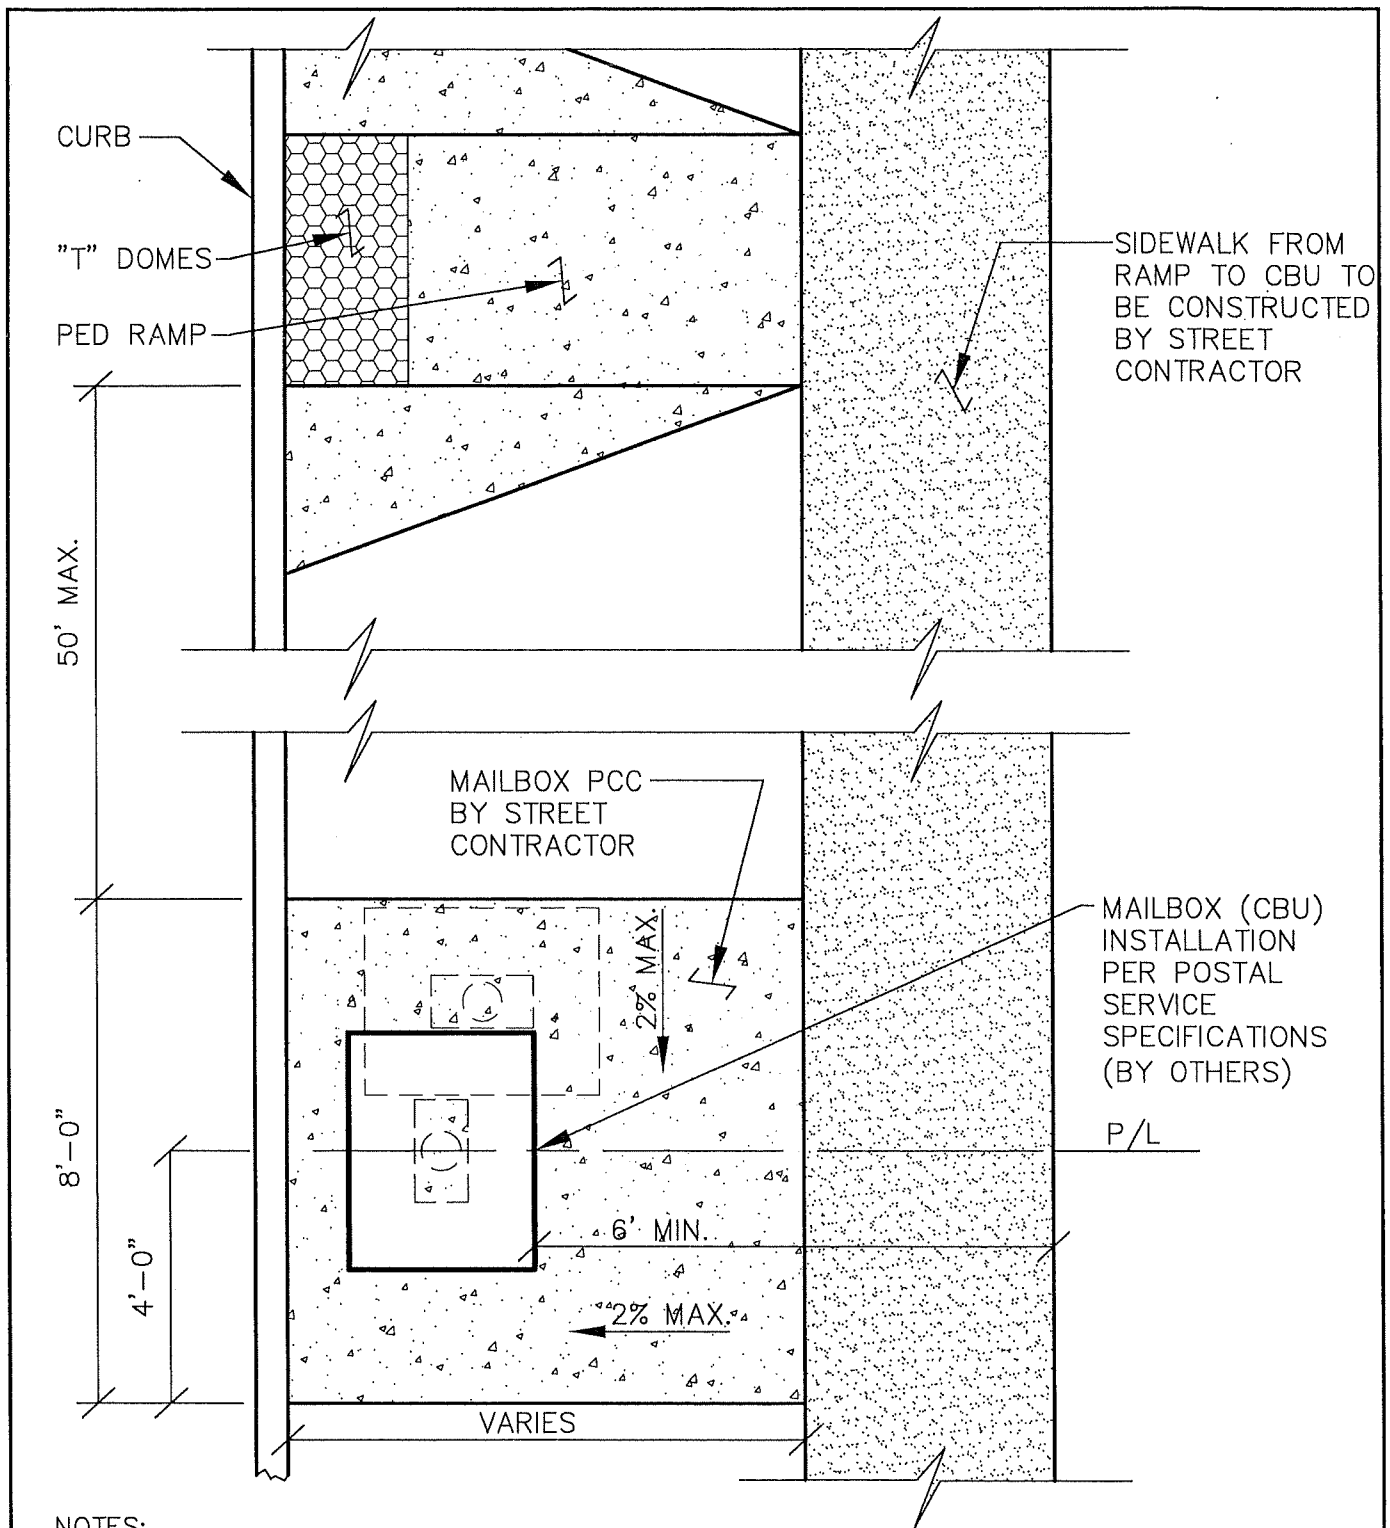 CURB
"T" DOMES
PED RAMP
SIDEWALK FROM
RAMP TO CBU TO
BE CONSTRUCTED
BY STREET
CONTRACTOR
50' MAX.
MAILBOX PCC
BY STREET
CONTRACTOR
2% MAX.
MAILBOX (CBU)
INSTALLATION
PER POSTAL
SERVICE
SPECIFICATIONS
(BY OTHERS)
P/L
8'-0"
4'-0"
6' MIN.
2% MAX.
VARIES
NOTES: